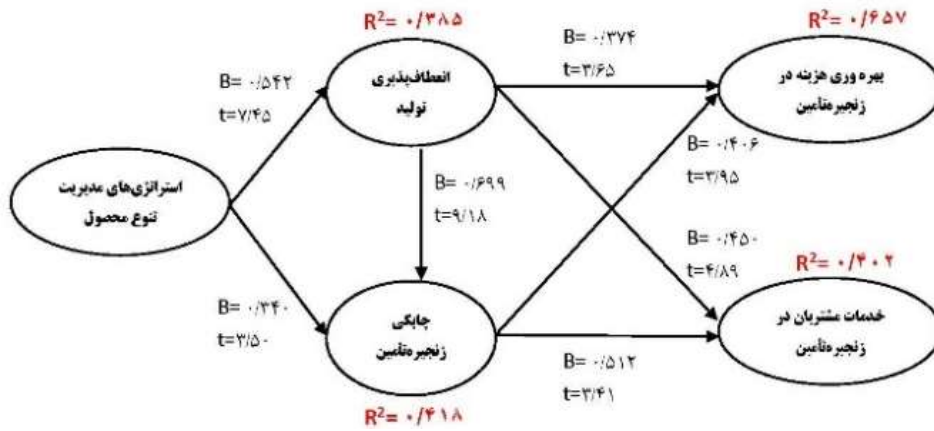 R²= ۰/۳۸۵
R²= ۰/۶۵۷
B= ۰/۵۴۲
t=۷/۴۵
انعطاف‌پذیری
تولید
B= ۰/۳۷۴
t=۳/۶۵
بهره وری هزینه در
زنجیره‌تأمین
استراتژی‌های مدیریت
تنوع محصول
B= ۰/۶۹۹
t=۹/۱۸
B= ۰/۴۰۶
t=۳/۹۵
B= ۰/۴۵۰
t=۴/۸۹
R²= ۰/۴۰۲
B= ۰/۳۴۰
t=۳/۵۰
چابکی
زنجیره‌تأمین
خدمات مشتریان در
زنجیره‌تأمین
B= ۰/۵۱۲
t=۳/۴۱
R²= ۰/۴۱۸